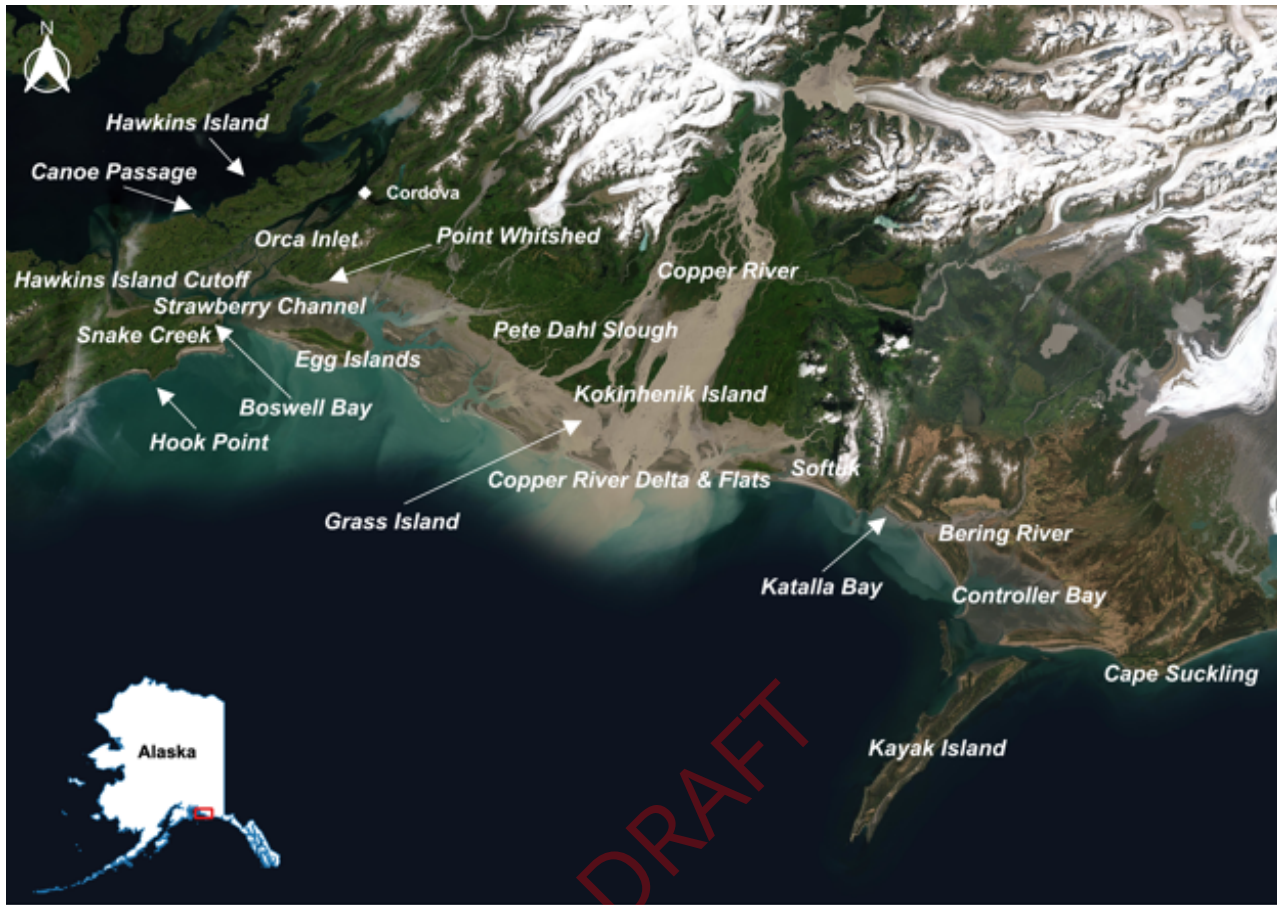 N
Hawkins Island
Canoe Passage
Cordova
Orca Inlet
Point Whitshed
Copper River
Hawkins Island Cutoff
Strawberry Channel
Snake Creek
Pete Dahl Slough
Egg Islands
Kokinhenik Island
Boswell Bay
Hook Point
Softuk
Copper River Delta & Flats
Grass Island
Bering River
Katalla Bay
Controller Bay
Cape Suckling
Kayak Island
Alaska
DRAFT